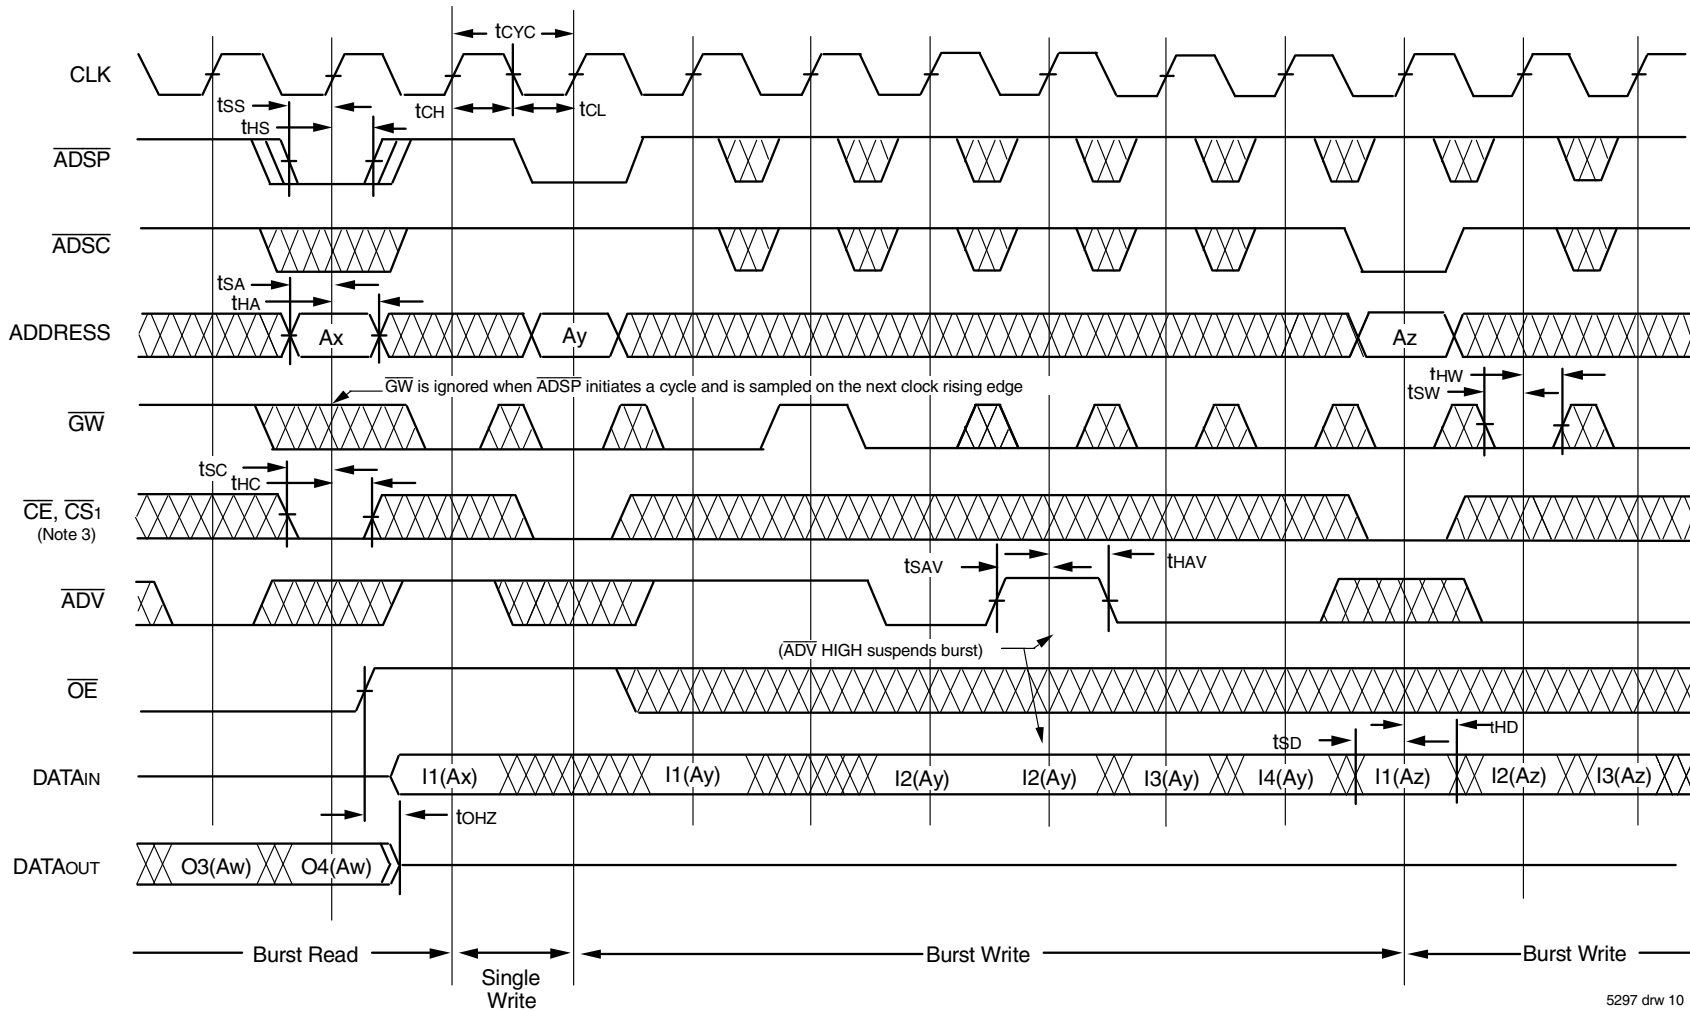 tCYC
CLK
tSS
tCH
tCL
tHS
ADSP
ADSC
tSA
tHA
ADDRESS
Ax
Ay
Az
GW is ignored when ADSP initiates a cycle and is sampled on the next clock rising edge
tHW
tSW
GW
tSC
tHC
CE, CS1
(Note 3)
tSAV
tHAV
ADV
(ADV HIGH suspends burst)
OE
tSD
tHD
DATAIN
I1(Ax)
I1(Ay)
I2(Ay)
I2(Ay)
I3(Ay)
I4(Ay)
I1(Az)
I2(Az)
I3(Az)
tOHZ
DATAOUT
O3(Aw)
O4(Aw)
Burst Read
Single
Write
Burst Write
Burst Write
5297 drw 10